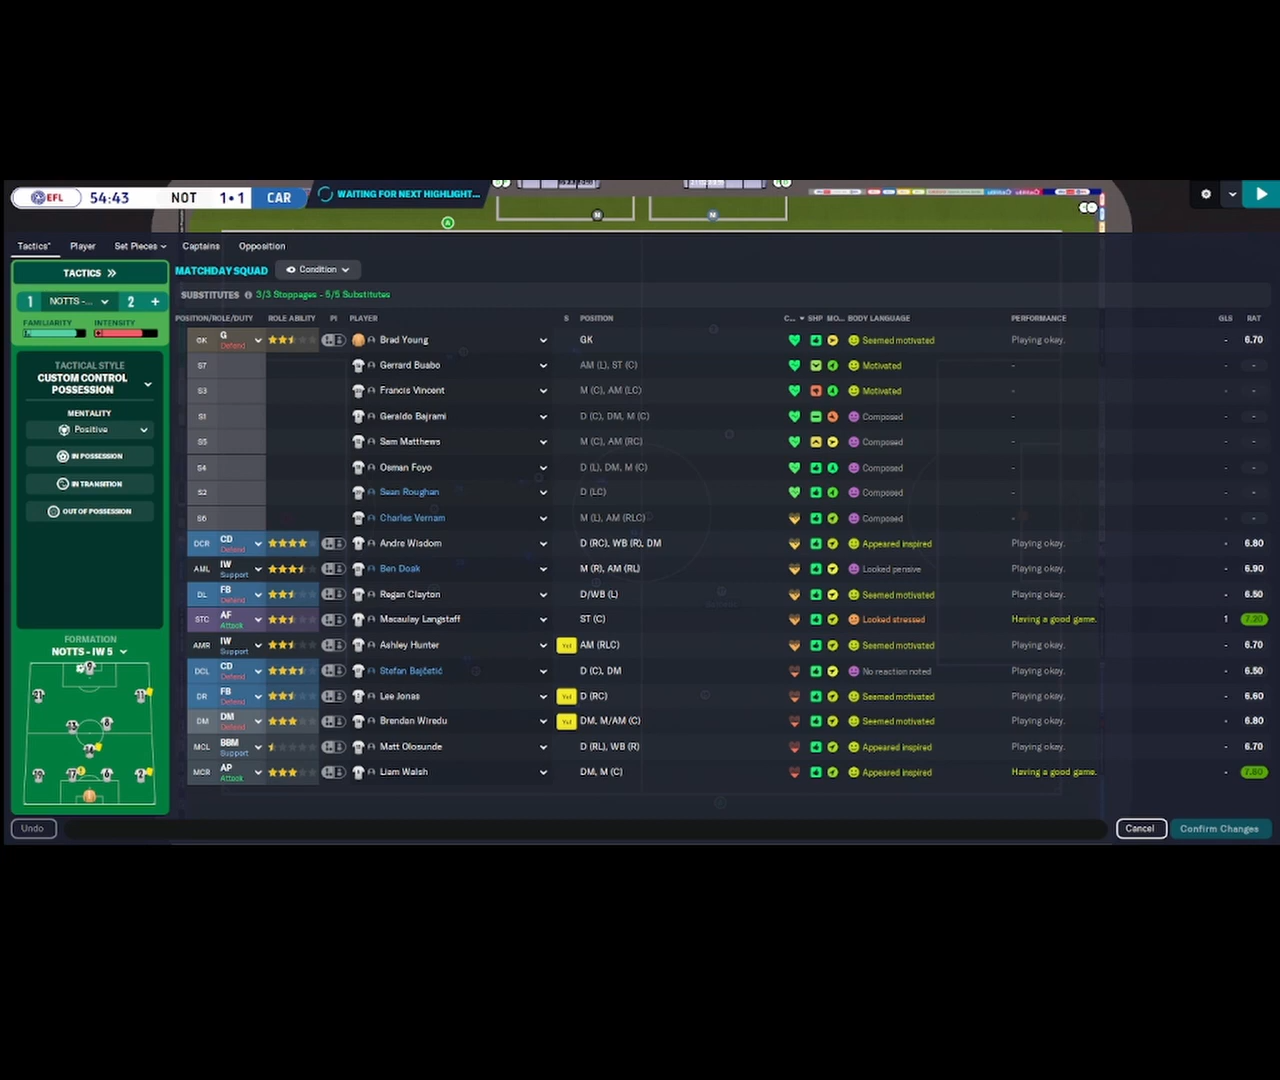 EFL 54:43 NOT 1-1 CAR WAITING FOR NEXT HIGHLIGHT...
Tactics* Player Set Pieces Captains Opposition
TACTICS
1 NOTTS -... 2 +
FAMILIARITY INTENSITY
TACTICAL STYLE
CUSTOM CONTROL
POSSESSION
MENTALITY
Positive
IN POSSESSION
IN TRANSITION
OUT OF POSSESSION
FORMATION
NOTTS - IW 5
MATCHDAY SQUAD Condition
SUBSTITUTES 3/3 Stoppages - 5/5 Substitutes
POSITION/ROLE/DUTY ROLE ABILITY PI PLAYER S POSITION C... SHP MO... BODY LANGUAGE PERFORMANCE GLS RAT
GK G Defend Brad Young GK Seemed motivated Playing okay. - 6.70
S7 Gerrard Buabo AM (L), ST (C) Motivated - - -
S3 Francis Vincent M (C), AM (LC) Motivated - - -
S1 Geraldo Bajrami D (C), DM, M (C) Composed - - -
S5 Sam Matthews M (C), AM (RC) Composed - - -
S4 Osman Foyo D (L), DM, M (C) Composed - - -
S2 Sean Roughan D (LC) Composed - - -
S6 Charles Vernam M (L), AM (RLC) Composed - - -
DCR CD Defend Andre Wisdom D (RC), WB (R), DM Appeared inspired Playing okay. - 6.80
AML IW Support Ben Doak M (R), AM (RL) Looked pensive Playing okay. - 6.90
DL FB Defend Regan Clayton D/WB (L) Seemed motivated Playing okay. - 6.50
STC AF Attack Macaulay Langstaff ST (C) Looked stressed Having a good game. 1 7.20
AMR IW Support Ashley Hunter Yel AM (RLC) Seemed motivated Playing okay. - 6.70
DCL CD Defend Stefan Bajčetić D (C), DM No reaction noted Playing okay. - 6.50
DR FB Defend Lee Jonas Yel D (RC) Seemed motivated Playing okay. - 6.60
DM DM Defend Brendan Wiredu Yel DM, M/AM (C) Seemed motivated Playing okay. - 6.80
MCL BBM Support Matt Olosunde D (RL), WB (R) Appeared inspired Playing okay. - 6.70
MCR AP Attack Liam Walsh DM, M (C) Appeared inspired Having a good game. -
Undo Cancel Confirm Changes